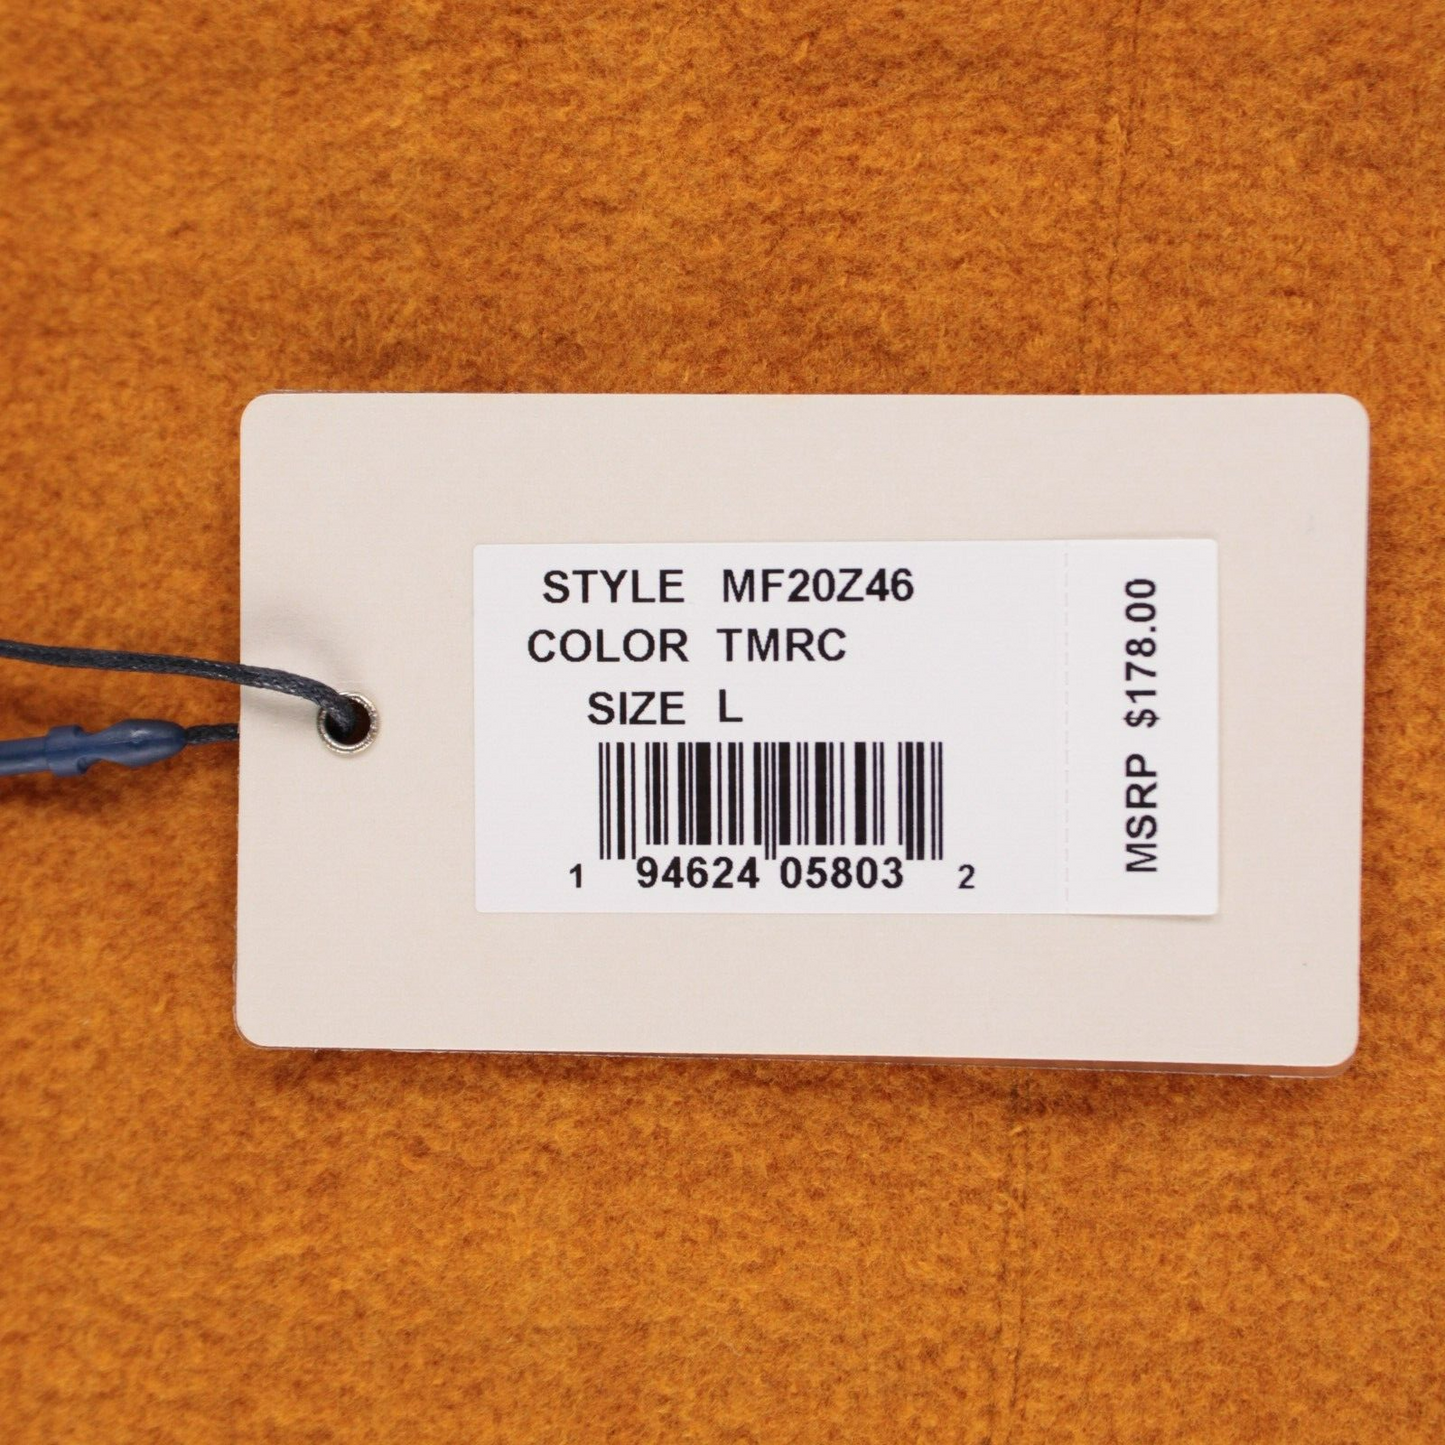 STYLE MF20Z46
COLOR TMRC
SIZE L
1 94624 05803 2
MSRP $178.00